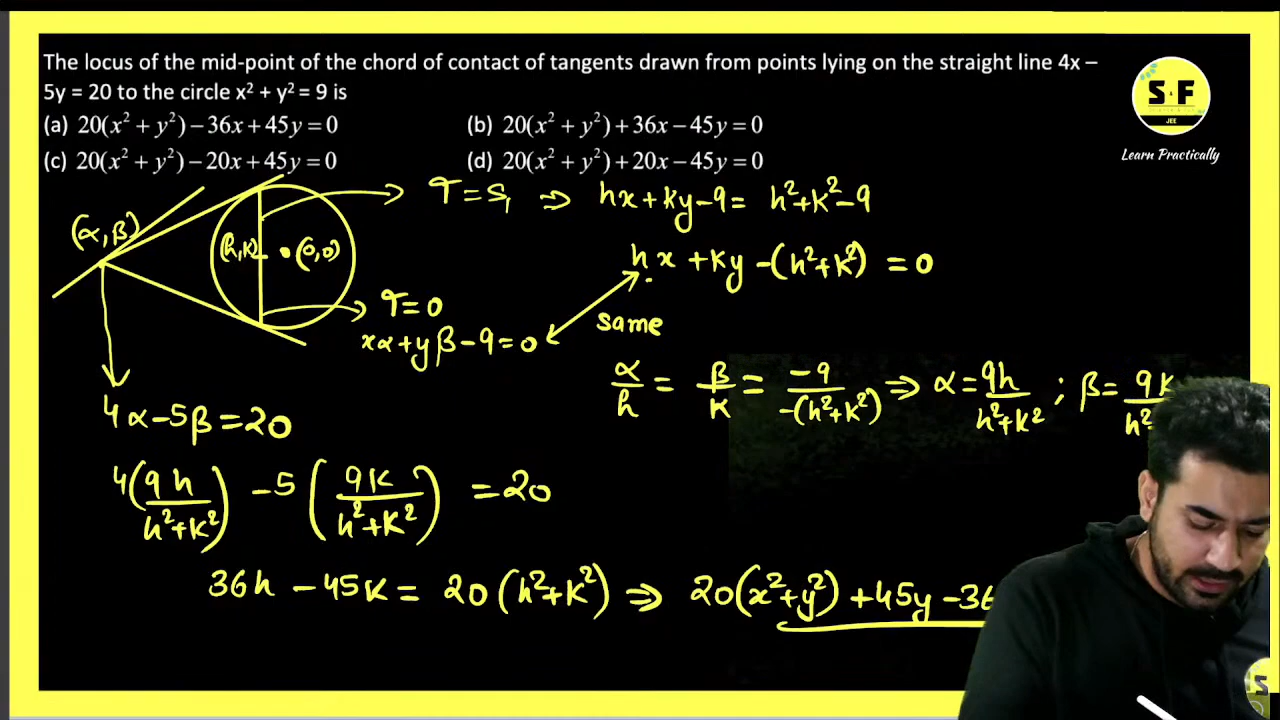 The locus of the mid-point of the chord of contact of tangents drawn from points lying on the straight line 4x –
5y = 20 to the circle x² + y² = 9 is
(a) 20(x² + y²) – 36x + 45y = 0
(b) 20(x² + y²) + 36x – 45y = 0
(c) 20(x² + y²) – 20x + 45y = 0
(d) 20(x² + y²) + 20x – 45y = 0
S & F
JEE
Learn Practically
(α, β)
(h, k)
(0, 0)
T = S₁ ⇒ hx + ky – 9 = h² + k² – 9
hx + ky – (h² + k²) = 0
same
T = 0
xα + yβ – 9 = 0
α/h = β/k = –9/–(h² + k²) ⇒ α = 9h/h² + k² ; β = 9k/h²
4α – 5β = 20
4(9h/h² + k²) – 5(9k/h² + k²) = 20
36h – 45k = 20(h² + k²) ⇒ 20(x² + y²) + 45y – 36
S